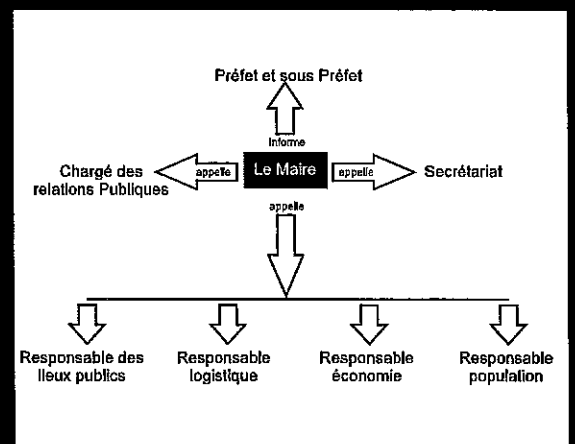 Préfet et sous Préfet
Informe
Chargé des
relations Publiques
appelle
Le Maire
appelle
Secrétariat
appelle
Responsable des
lieux publics
Responsable
logistique
Responsable
économie
Responsable
population